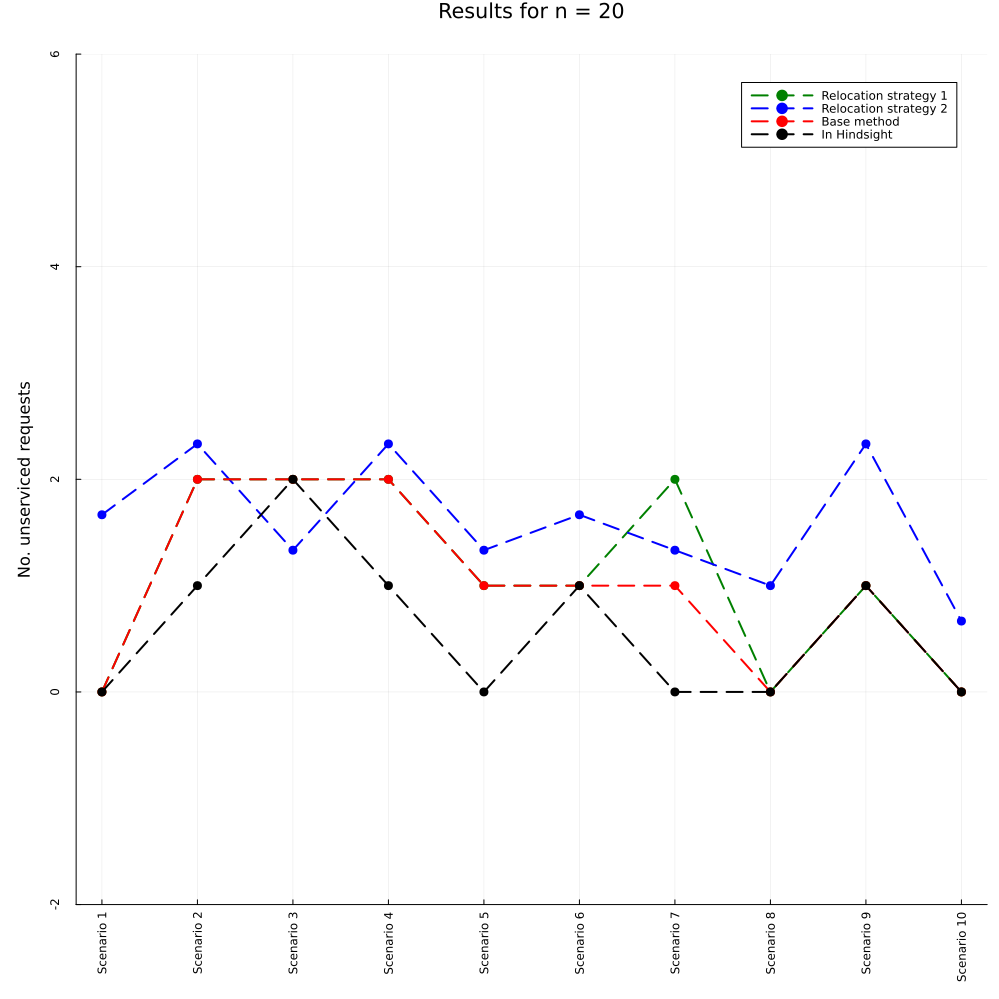 Results for n = 20
No. unserviced requests
6
4
2
0
-2
Relocation strategy 1
Relocation strategy 2
Base method
In Hindsight
Scenario 1
Scenario 2
Scenario 3
Scenario 4
Scenario 5
Scenario 6
Scenario 7
Scenario 8
Scenario 9
Scenario 10